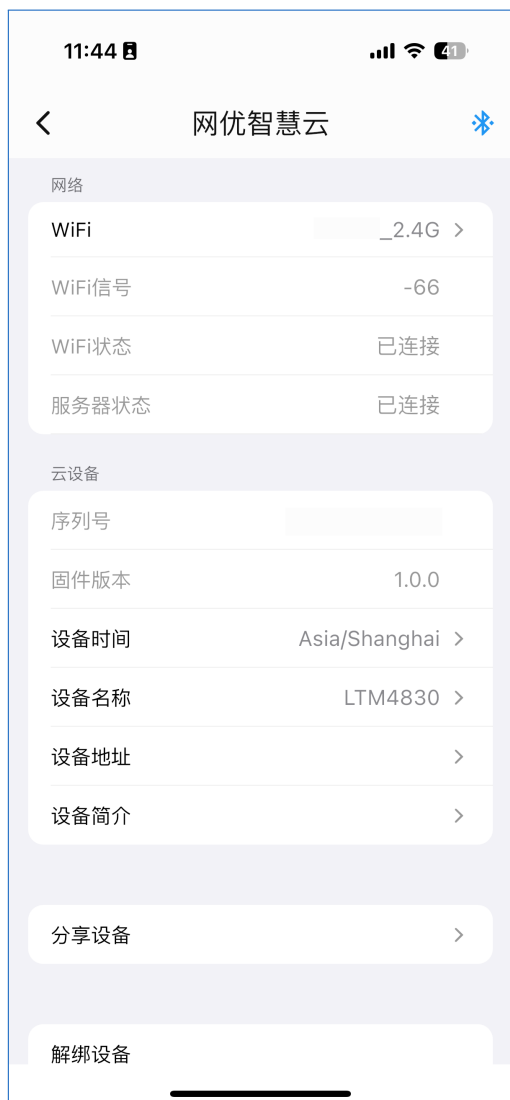 11:44
41
网优智慧云
网络
WiFi _2.4G
WiFi信号 -66
WiFi状态 已连接
服务器状态 已连接
云设备
序列号
固件版本 1.0.0
设备时间 Asia/Shanghai
设备名称 LTM4830
设备地址
设备简介
分享设备
解绑设备